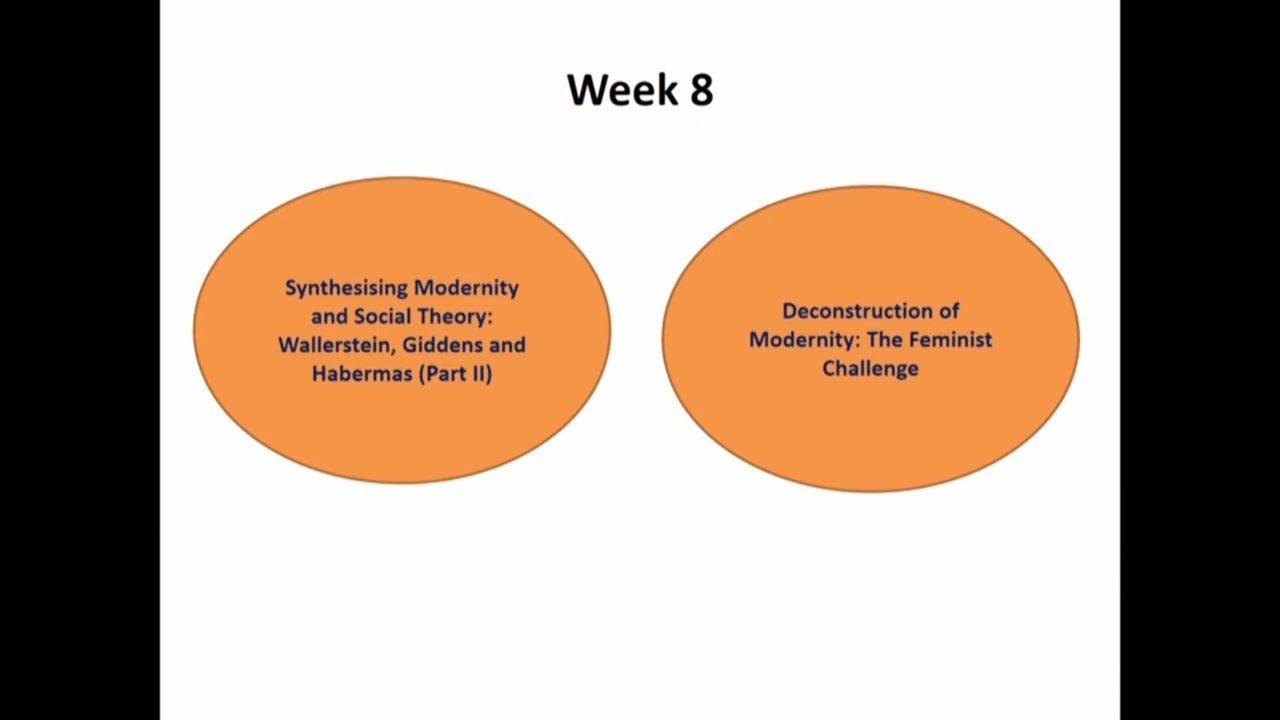 Week 8
Synthesising Modernity
and Social Theory:
Wallerstein, Giddens and
Habermas (Part II)
Deconstruction of
Modernity: The Feminist
Challenge